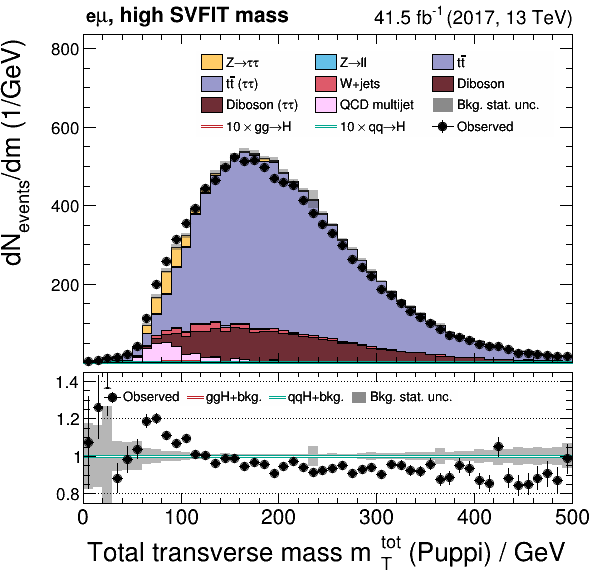 eμ, high SVFIT mass 41.5 fb⁻¹ (2017, 13 TeV)
dN_events/dm (1/GeV)
800
600
400
200
Z→ττ Z→ll tt̄
tt̄ (ττ) W+jets Diboson
Diboson (ττ) QCD multijet Bkg. stat. unc.
10 × gg→H 10 × qq→H Observed
1.4
1.2
1.0
0.8
Observed ggH+bkg. qqH+bkg. Bkg. stat. unc.
0 100 200 300 400 500
Total transverse mass m_T^tot (Puppi) / GeV